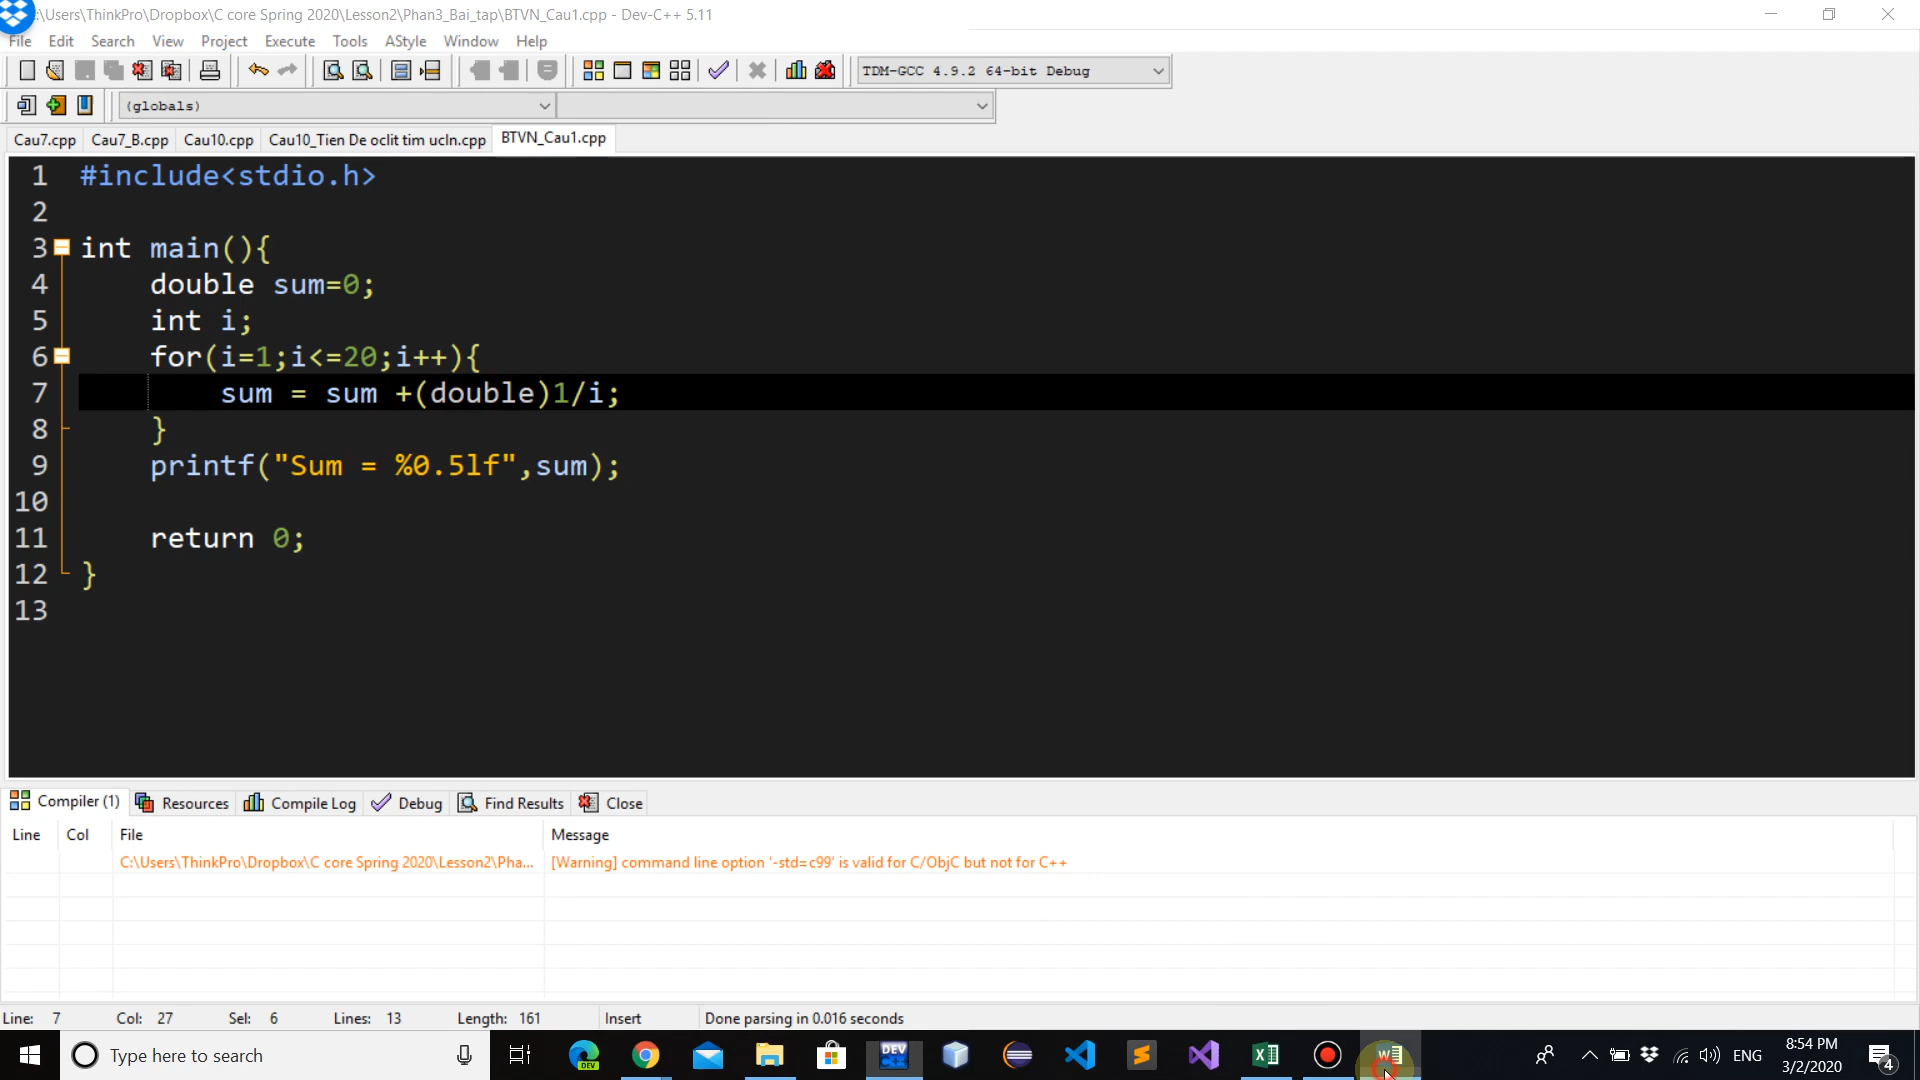 :\Users\ThinkPro\Dropbox\C core Spring 2020\Lesson2\Phan3_Bai_tap\BTVN_Cau1.cpp - Dev-C++ 5.11
File Edit Search View Project Execute Tools AStyle Window Help
TDM-GCC 4.9.2 64-bit Debug
(globals)
Cau7.cpp Cau7_B.cpp Cau10.cpp Cau10_Tien De oclit tim ucln.cpp BTVN_Cau1.cpp
1 #include<stdio.h>
2
3 int main(){
4 double sum=0;
5 int i;
6 for(i=1;i<=20;i++){
7 sum = sum +(double)1/i;
8 }
9 printf("Sum = %0.5lf",sum);
10
11 return 0;
12 }
13
Compiler (1) Resources Compile Log Debug Find Results Close
Line Col File Message
C:\Users\ThinkPro\Dropbox\C core Spring 2020\Lesson2\Pha... [Warning] command line option '-std=c99' is valid for C/ObjC but not for C++
Line: 7 Col: 27 Sel: 6 Lines: 13 Length: 161 Insert Done parsing in 0.016 seconds
Type here to search
DEV
DEV
ENG
8:54 PM
3/2/2020
4